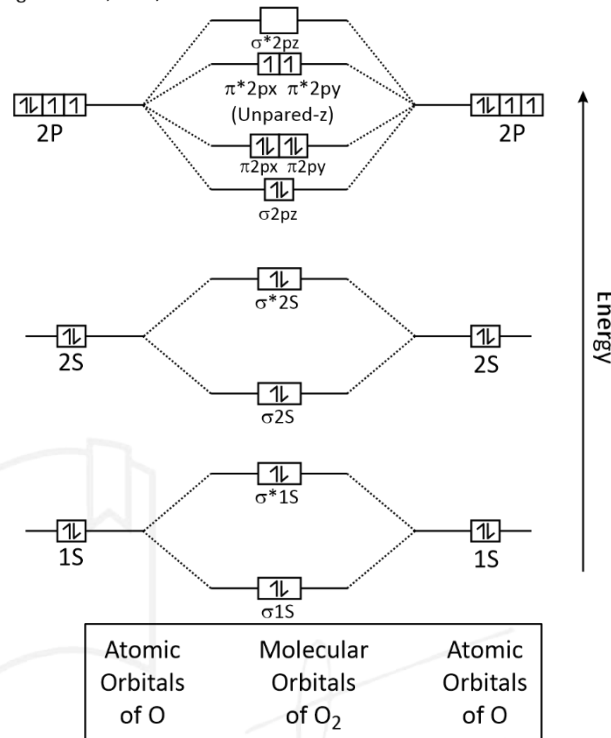 σ*2pz
π*2px π*2py
(Unpared-z)
2P
2P
π2px π2py
σ2pz
σ*2S
2S
2S
σ2S
σ*1S
1S
1S
σ1S
Energy
Atomic Orbitals of O
Molecular Orbitals of O₂
Atomic Orbitals of O